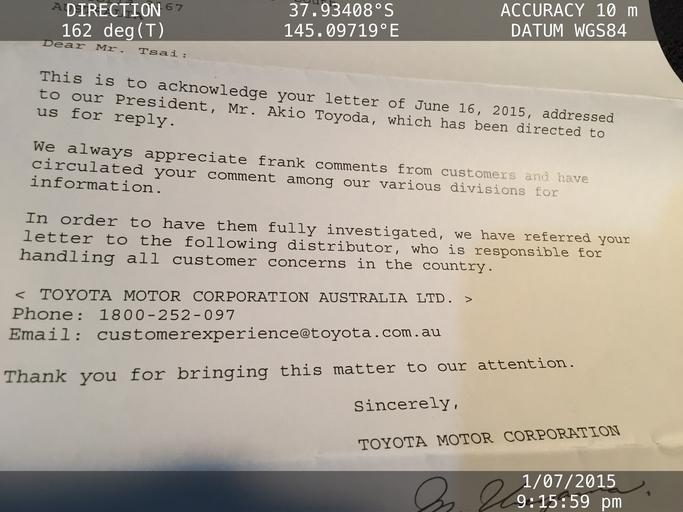 DIRECTION
162 deg(T)
37.93408°S
145.09719°E
ACCURACY 10 m
DATUM WGS84
Dear Mr. Tsai:
This is to acknowledge your letter of June 16, 2015, addressed
to our President, Mr. Akio Toyoda, which has been directed to
us for reply.
We always appreciate frank comments from customers and have
circulated your comment among our various divisions for
information.
In order to have them fully investigated, we have referred your
letter to the following distributor, who is responsible for
handling all customer concerns in the country.
< TOYOTA MOTOR CORPORATION AUSTRALIA LTD. >
Phone: 1800-252-097
Email: customerexperience@toyota.com.au
Thank you for bringing this matter to our attention.
Sincerely,
TOYOTA MOTOR CORPORATION
1/07/2015
9:15:59 pm